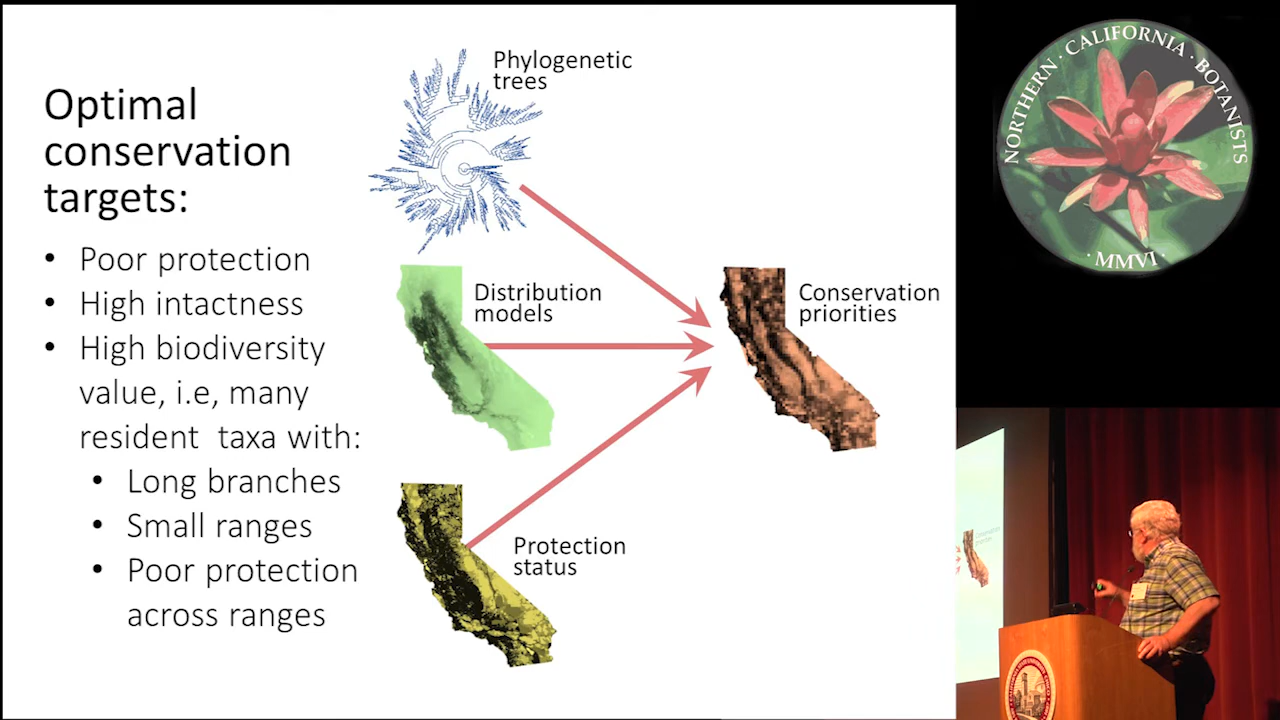 Optimal
conservation
targets:
• Poor protection
• High intactness
• High biodiversity
value, i.e, many
resident taxa with:
• Long branches
• Small ranges
• Poor protection
across ranges
Phylogenetic
trees
Distribution
models
Protection
status
Conservation
priorities
NORTHERN · CALIFORNIA · BOTANISTS
· MMVI ·